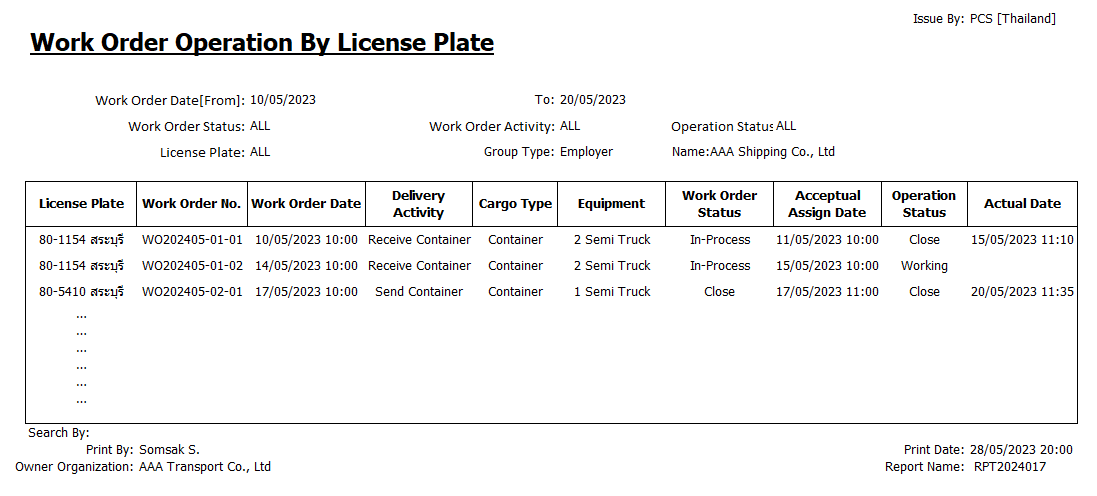 Issue By: PCS [Thailand]
Work Order Operation By License Plate
Work Order Date[From]: 10/05/2023 To: 20/05/2023
Work Order Status: ALL Work Order Activity: ALL Operation Status ALL
License Plate: ALL Group Type: Employer Name:AAA Shipping Co., Ltd
License Plate Work Order No. Work Order Date Delivery Activity Cargo Type Equipment Work Order Status Acceptual Assign Date Operation Status Actual Date
80-1154 สระบุรี WO202405-01-01 10/05/2023 10:00 Receive Container Container 2 Semi Truck In-Process 11/05/2023 10:00 Close 15/05/2023 11:10
80-1154 สระบุรี WO202405-01-02 14/05/2023 10:00 Receive Container Container 2 Semi Truck In-Process 15/05/2023 10:00 Working
80-5410 สระบุรี WO202405-02-01 17/05/2023 10:00 Send Container Container 1 Semi Truck Close 17/05/2023 11:00 Close 20/05/2023 11:35
...
...
...
...
...
...
Search By:
Print By: Somsak S. Print Date: 28/05/2023 20:00
Owner Organization: AAA Transport Co., Ltd Report Name: RPT2024017